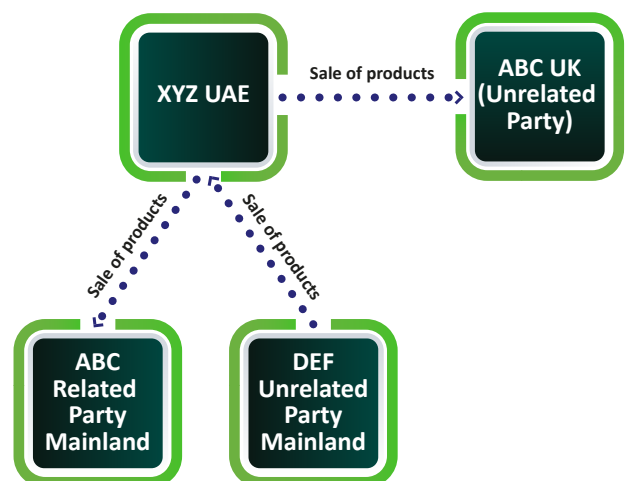 XYZ UAE
Sale of products
ABC UK
(Unrelated
Party)
Sale of products
Sale of products
ABC
Related
Party
Mainland
DEF
Unrelated
Party
Mainland